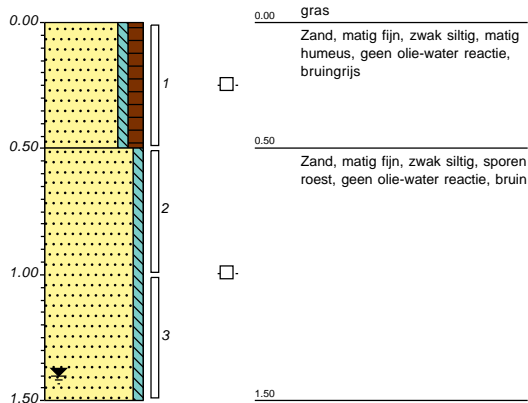 0.00
0.50
1.00
1.50
1
2
3
0.00
gras
Zand, matig fijn, zwak siltig, matig
humeus, geen olie-water reactie,
bruingrijs
0.50
Zand, matig fijn, zwak siltig, sporen
roest, geen olie-water reactie, bruin
1.50